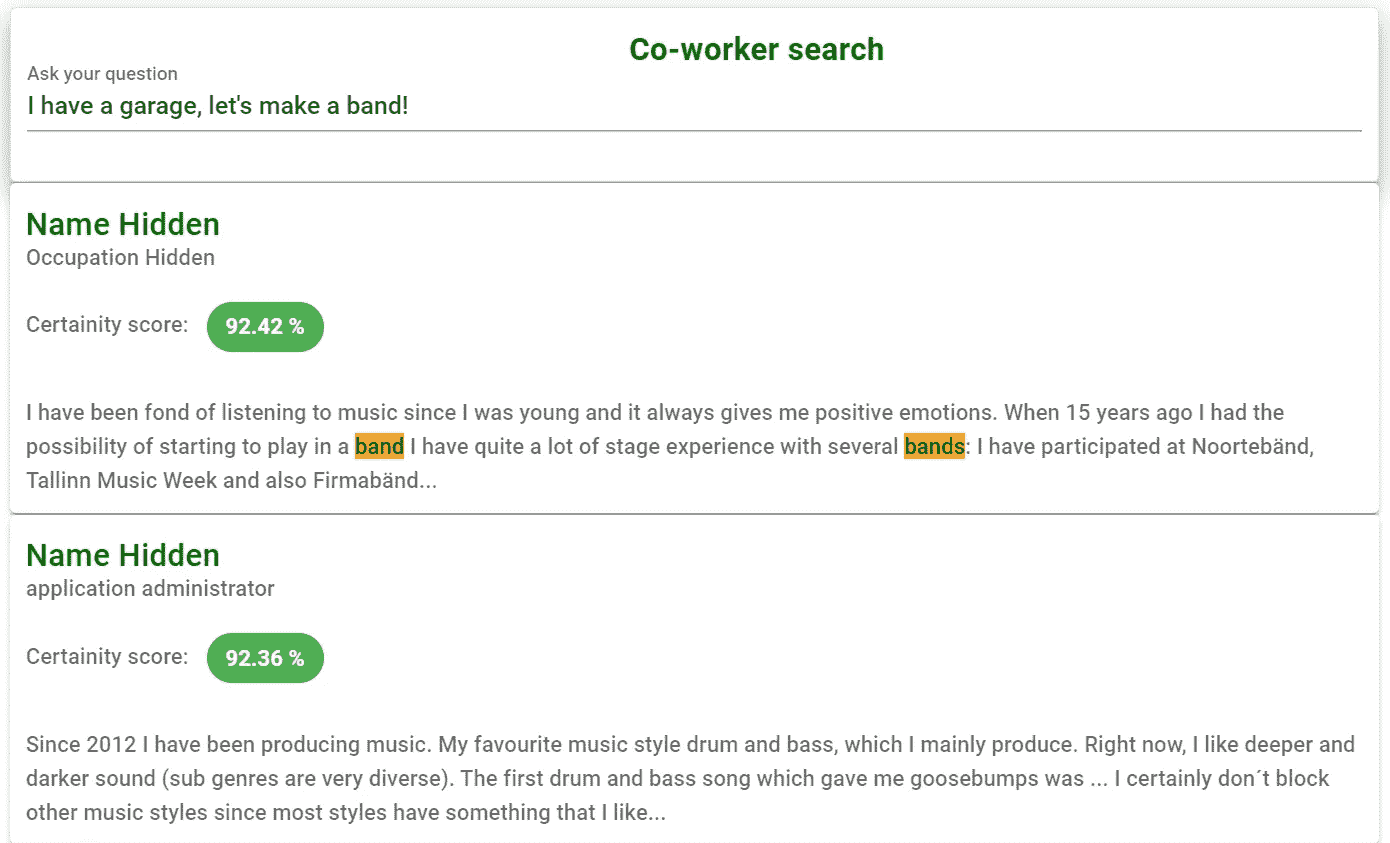 Co-worker search
Ask your question
I have a garage, let's make a band!
Name Hidden
Occupation Hidden
Certainity score: 92.42 %
I have been fond of listening to music since I was young and it always gives me positive emotions. When 15 years ago I had the
possibility of starting to play in a band I have quite a lot of stage experience with several bands: I have participated at Noortebänd,
Tallinn Music Week and also Firmabänd...
Name Hidden
application administrator
Certainity score: 92.36 %
Since 2012 I have been producing music. My favourite music style drum and bass, which I mainly produce. Right now, I like deeper and
darker sound (sub genres are very diverse). The first drum and bass song which gave me goosebumps was ... I certainly don´t block
other music styles since most styles have something that I like...